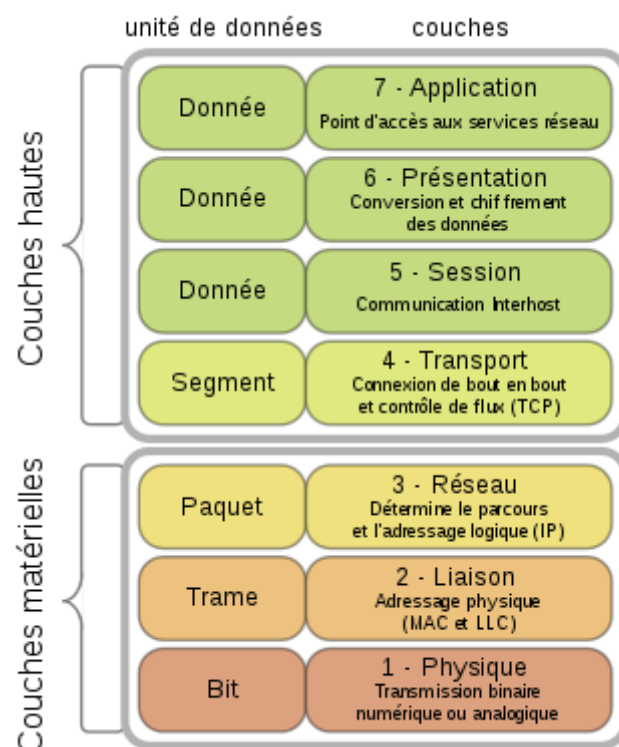 unité de données couches
Couches hautes
Donnée
7 - Application
Point d'accès aux services réseau
Donnée
6 - Présentation
Conversion et chiffrement
des données
Donnée
5 - Session
Communication Interhost
Segment
4 - Transport
Connexion de bout en bout
et contrôle de flux (TCP)
Couches matérielles
Paquet
3 - Réseau
Détermine le parcours
et l'adressage logique (IP)
Trame
2 - Liaison
Adressage physique
(MAC et LLC)
Bit
1 - Physique
Transmission binaire
numérique ou analogique